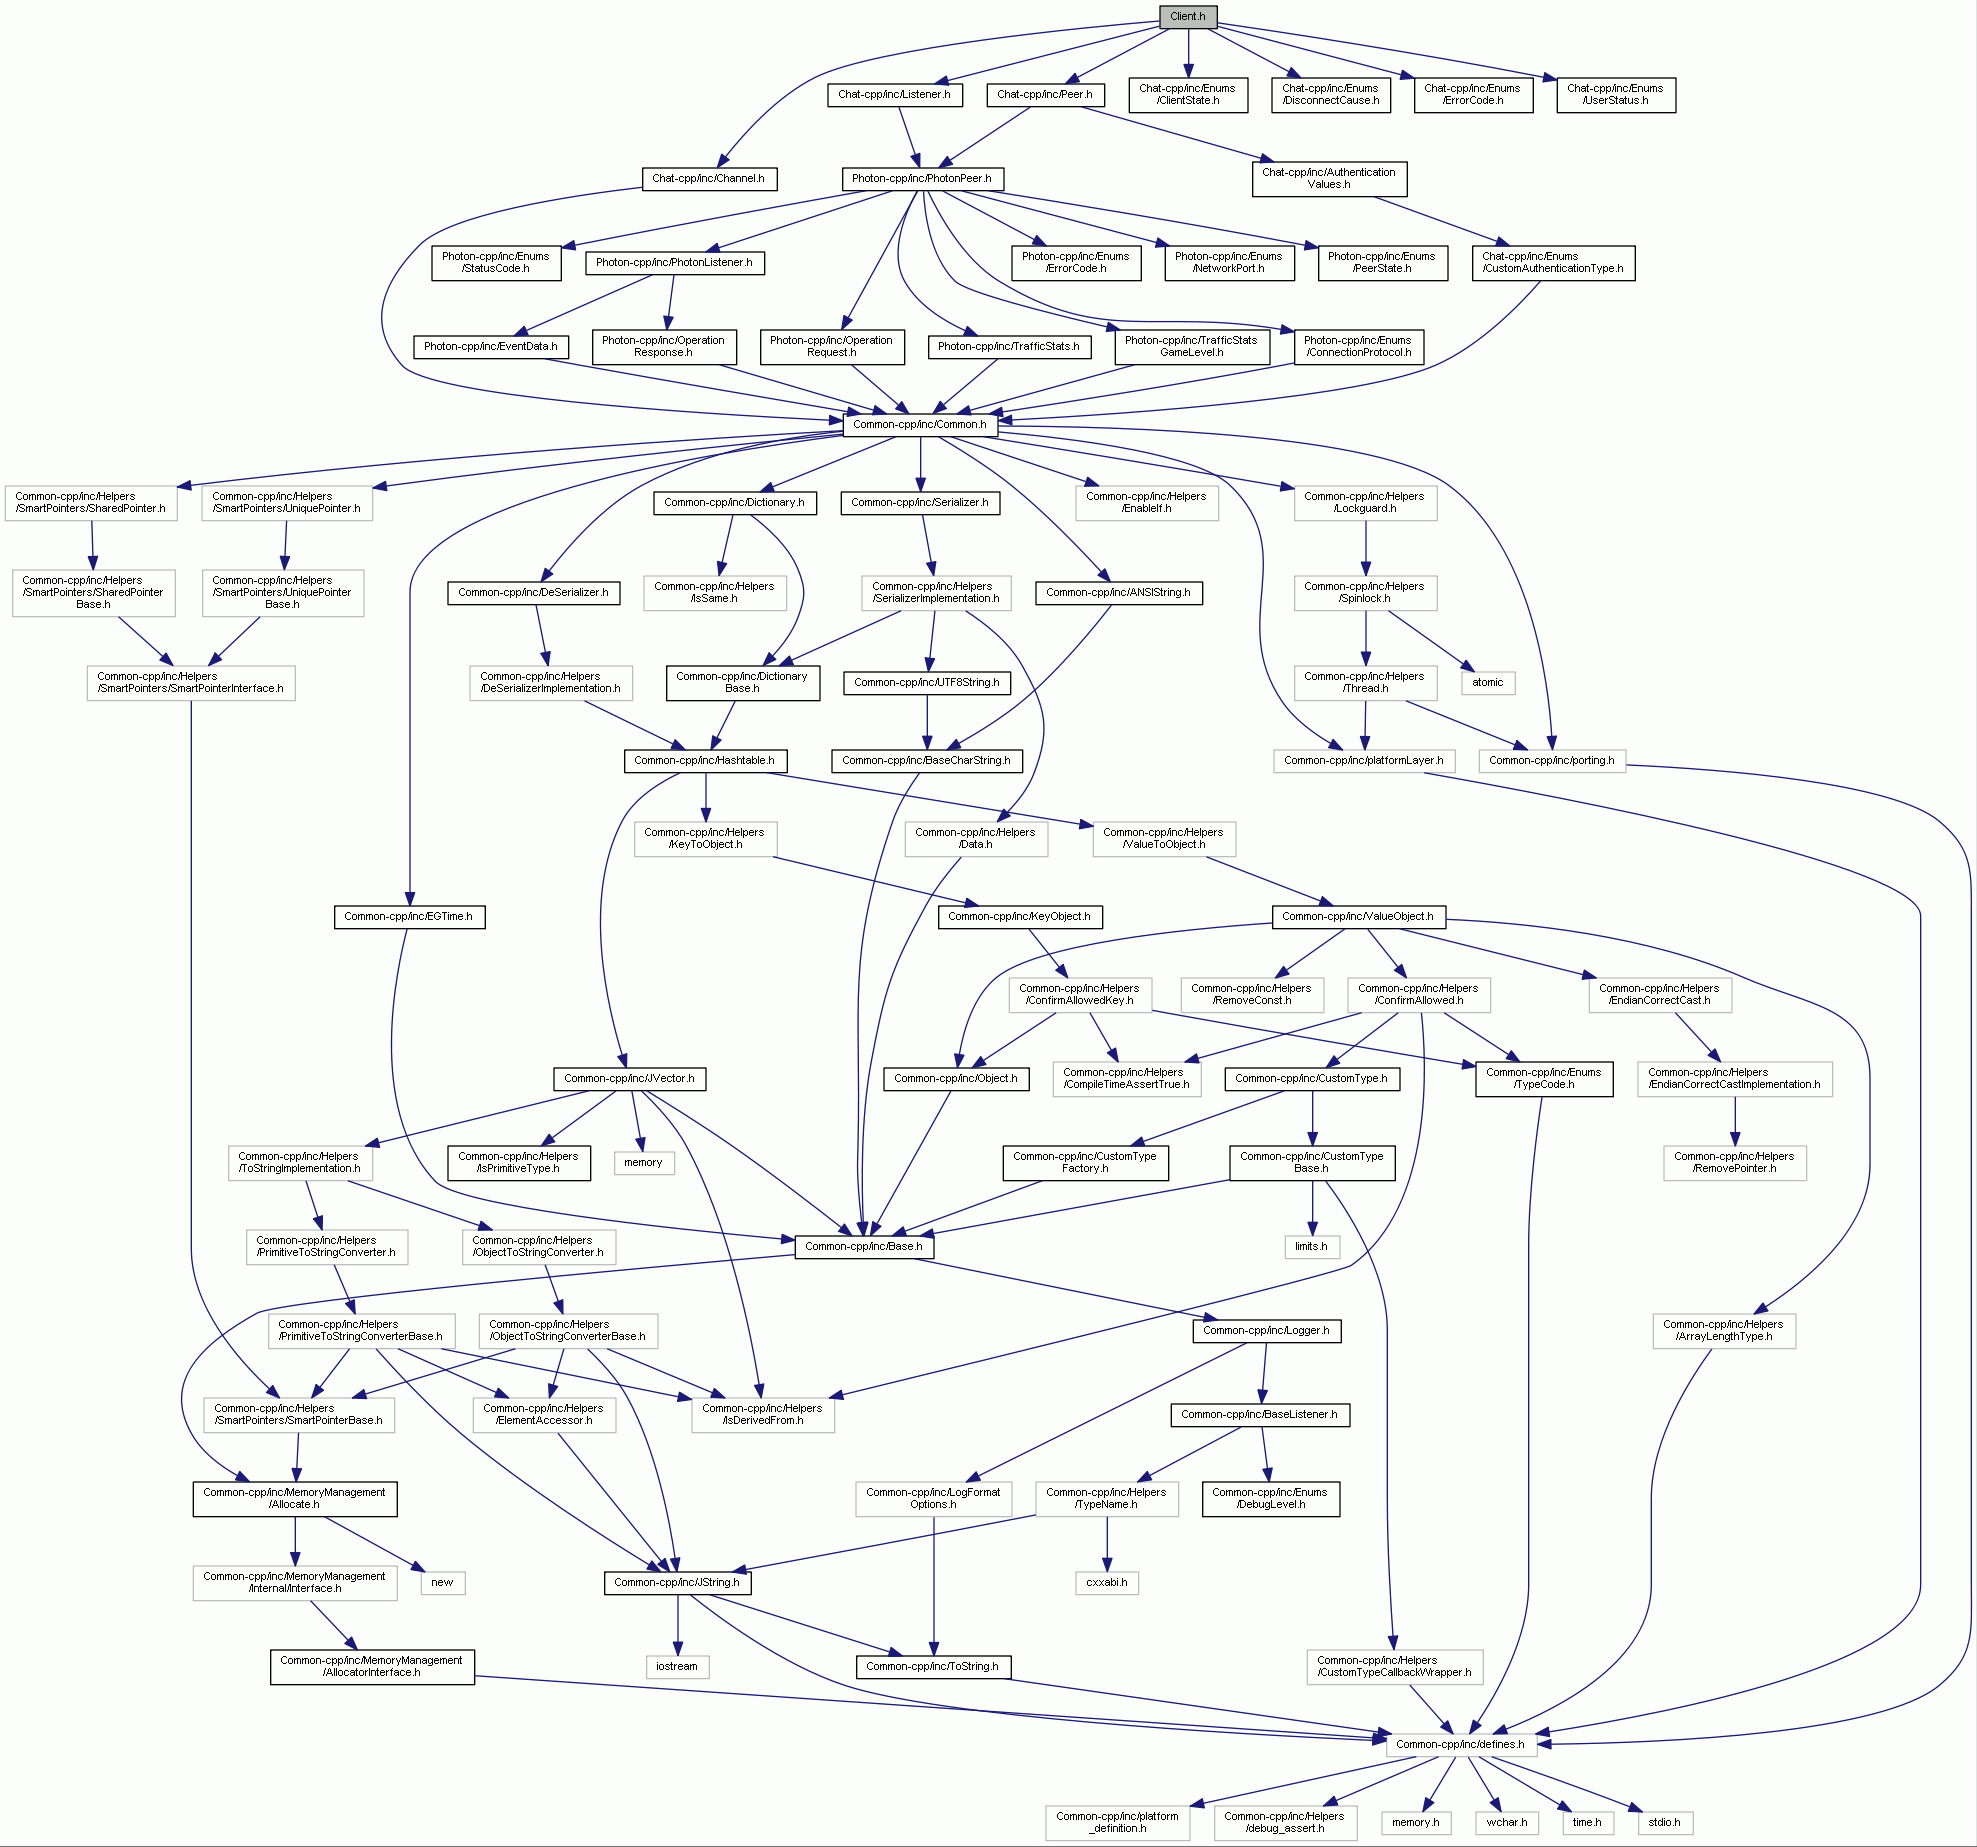 Client.h
Chat-cpp/inc/Listener.h
Chat-cpp/inc/Peer.h
Chat-cpp/inc/Enums
/ClientState.h
Chat-cpp/inc/Enums
/DisconnectCause.h
Chat-cpp/inc/Enums
/ErrorCode.h
Chat-cpp/inc/Enums
/UserStatus.h
Chat-cpp/inc/Channel.h
Photon-cpp/inc/PhotonPeer.h
Chat-cpp/inc/Authentication
Values.h
Photon-cpp/inc/Enums
/StatusCode.h
Photon-cpp/inc/PhotonListener.h
Photon-cpp/inc/Enums
/ErrorCode.h
Photon-cpp/inc/Enums
/NetworkPort.h
Photon-cpp/inc/Enums
/PeerState.h
Chat-cpp/inc/Enums
/CustomAuthenticationType.h
Photon-cpp/inc/EventData.h
Photon-cpp/inc/Operation
Response.h
Photon-cpp/inc/Operation
Request.h
Photon-cpp/inc/TrafficStats.h
Photon-cpp/inc/TrafficStats
GameLevel.h
Photon-cpp/inc/Enums
/ConnectionProtocol.h
Common-cpp/inc/Common.h
Common-cpp/inc/Helpers
/SmartPointers/SharedPointer.h
Common-cpp/inc/Helpers
/SmartPointers/UniquePointer.h
Common-cpp/inc/Dictionary.h
Common-cpp/inc/Serializer.h
Common-cpp/inc/Helpers
/EnableIf.h
Common-cpp/inc/Helpers
/Lockguard.h
Common-cpp/inc/Helpers
/SmartPointers/SharedPointer
Base.h
Common-cpp/inc/Helpers
/SmartPointers/UniquePointer
Base.h
Common-cpp/inc/DeSerializer.h
Common-cpp/inc/Helpers
/IsSame.h
Common-cpp/inc/Helpers
/SerializerImplementation.h
Common-cpp/inc/ANSIString.h
Common-cpp/inc/Helpers
/Spinlock.h
Common-cpp/inc/Helpers
/SmartPointers/SmartPointerInterface.h
Common-cpp/inc/Helpers
/DeSerializerImplementation.h
Common-cpp/inc/Dictionary
Base.h
Common-cpp/inc/UTF8String.h
Common-cpp/inc/Helpers
/Thread.h
atomic
Common-cpp/inc/Hashtable.h
Common-cpp/inc/BaseCharString.h
Common-cpp/inc/platformLayer.h
Common-cpp/inc/porting.h
Common-cpp/inc/Helpers
/KeyToObject.h
Common-cpp/inc/Helpers
/Data.h
Common-cpp/inc/Helpers
/ValueToObject.h
Common-cpp/inc/EGTime.h
Common-cpp/inc/KeyObject.h
Common-cpp/inc/ValueObject.h
Common-cpp/inc/Helpers
/ConfirmAllowedKey.h
Common-cpp/inc/Helpers
/RemoveConst.h
Common-cpp/inc/Helpers
/ConfirmAllowed.h
Common-cpp/inc/Helpers
/EndianCorrectCast.h
Common-cpp/inc/JVector.h
Common-cpp/inc/Object.h
Common-cpp/inc/Helpers
/CompileTimeAssertTrue.h
Common-cpp/inc/CustomType.h
Common-cpp/inc/Enums
/TypeCode.h
Common-cpp/inc/Helpers
/EndianCorrectCastImplementation.h
Common-cpp/inc/Helpers
/ToStringImplementation.h
Common-cpp/inc/Helpers
/IsPrimitiveType.h
memory
Common-cpp/inc/CustomType
Factory.h
Common-cpp/inc/CustomType
Base.h
Common-cpp/inc/Helpers
/RemovePointer.h
Common-cpp/inc/Helpers
/PrimitiveToStringConverter.h
Common-cpp/inc/Helpers
/ObjectToStringConverter.h
Common-cpp/inc/Base.h
limits.h
Common-cpp/inc/Helpers
/PrimitiveToStringConverterBase.h
Common-cpp/inc/Helpers
/ObjectToStringConverterBase.h
Common-cpp/inc/Logger.h
Common-cpp/inc/Helpers
/ArrayLengthType.h
Common-cpp/inc/Helpers
/SmartPointers/SmartPointerBase.h
Common-cpp/inc/Helpers
/ElementAccessor.h
Common-cpp/inc/Helpers
/IsDerivedFrom.h
Common-cpp/inc/BaseListener.h
Common-cpp/inc/MemoryManagement
/Allocate.h
Common-cpp/inc/LogFormat
Options.h
Common-cpp/inc/Helpers
/TypeName.h
Common-cpp/inc/Enums
/DebugLevel.h
Common-cpp/inc/MemoryManagement
/Internal/Interface.h
new
Common-cpp/inc/JString.h
cxxabi.h
Common-cpp/inc/MemoryManagement
/AllocatorInterface.h
iostream
Common-cpp/inc/ToString.h
Common-cpp/inc/Helpers
/CustomTypeCallbackWrapper.h
Common-cpp/inc/defines.h
Common-cpp/inc/platform
_definition.h
Common-cpp/inc/Helpers
/debug_assert.h
memory.h
wchar.h
time.h
stdio.h